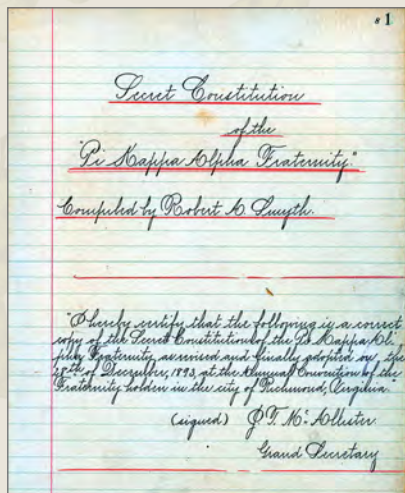 s 1
Secret Constitution
of the
"Pi Kappa Alpha Fraternity."
Compiled by Robert A. Smyth.
"I hereby certify that the following is a correct
copy of the Secret Constitution of the Pi Kappa Al-
pha Fraternity, as revised and finally adopted on the
28th of December, 1893, at the Annual Convention of the
Fraternity holden in the city of Richmond, Virginia."
(signed) J. T. McAllister.
Grand Secretary